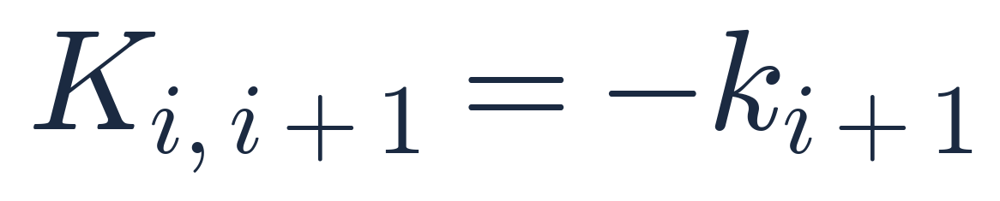 K_{i,i+1} = -k_{i+1}